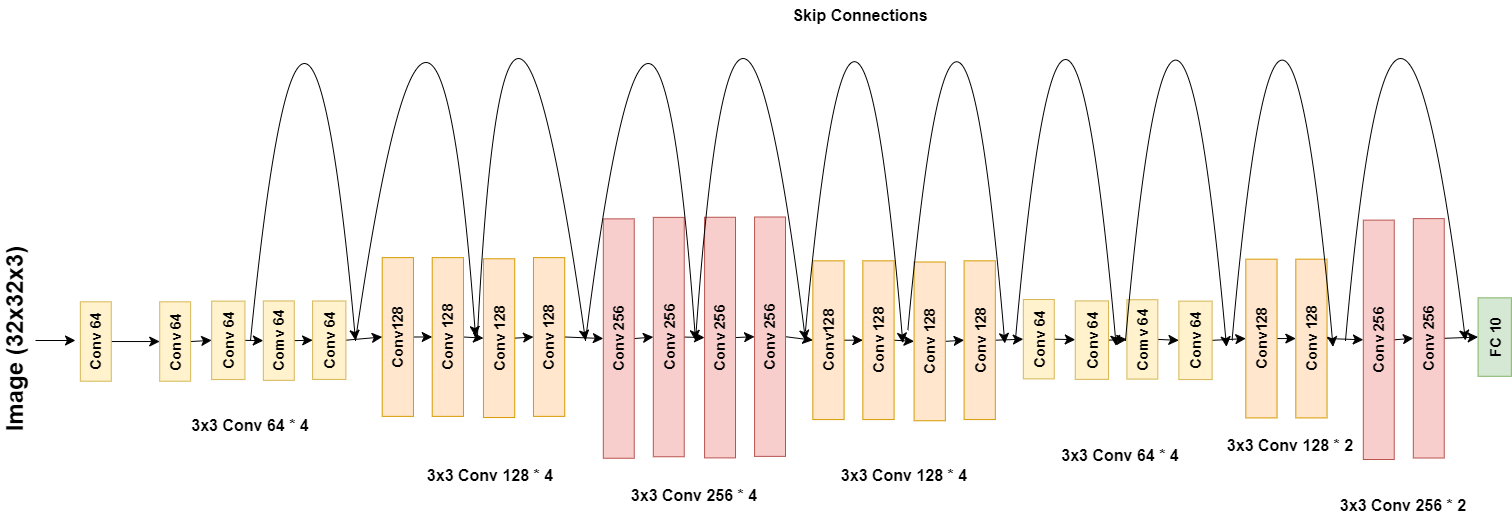 Skip Connections
Image (32x32x3)
Conv 64
Conv 64
Conv 64
Conv 64
Conv 64
Conv128
Conv 128
Conv 128
Conv 128
Conv 256
Conv 256
Conv 256
Conv 256
Conv128
Conv 128
Conv 128
Conv 128
Conv 64
Conv 64
Conv 64
Conv 64
Conv128
Conv 128
Conv 256
Conv 256
FC 10
3x3 Conv 64 * 4
3x3 Conv 128 * 4
3x3 Conv 256 * 4
3x3 Conv 128 * 4
3x3 Conv 64 * 4
3x3 Conv 128 * 2
3x3 Conv 256 * 2